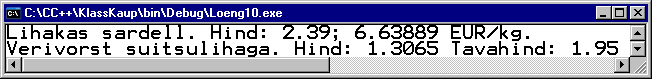 C:\CC++\KlassKaup\bin\Debug\Loeng10.exe
Lihakas sardell. Hind: 2.39; 6.63889 EUR/kg.
Verivorst suitsulihaga. Hind: 1.3065 Tavahind: 1.95